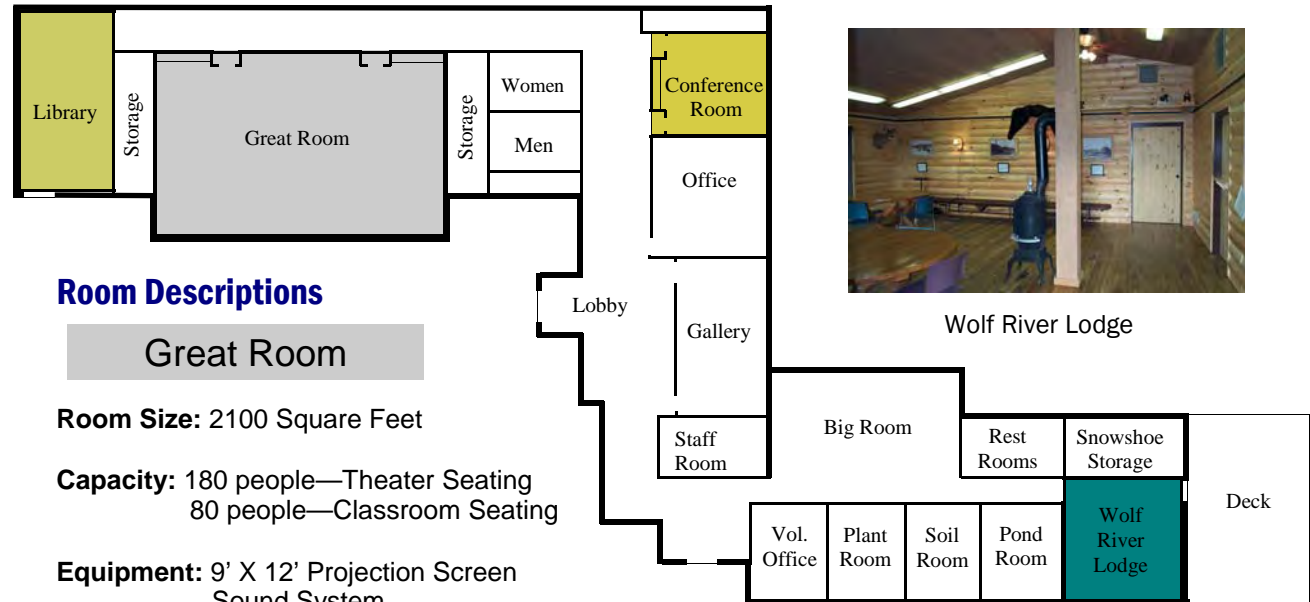 Library
Storage
Great Room
Storage
Women
Men
Conference
Room
Office
Lobby
Gallery
Staff
Room
Big Room
Rest
Rooms
Snowshoe
Storage
Deck
Vol.
Office
Plant
Room
Soil
Room
Pond
Room
Wolf
River
Lodge
Wolf River Lodge
Room Descriptions
Great Room
Room Size: 2100 Square Feet
Capacity: 180 people—Theater Seating
80 people—Classroom Seating
Equipment: 9’ X 12’ Projection Screen
Sound System